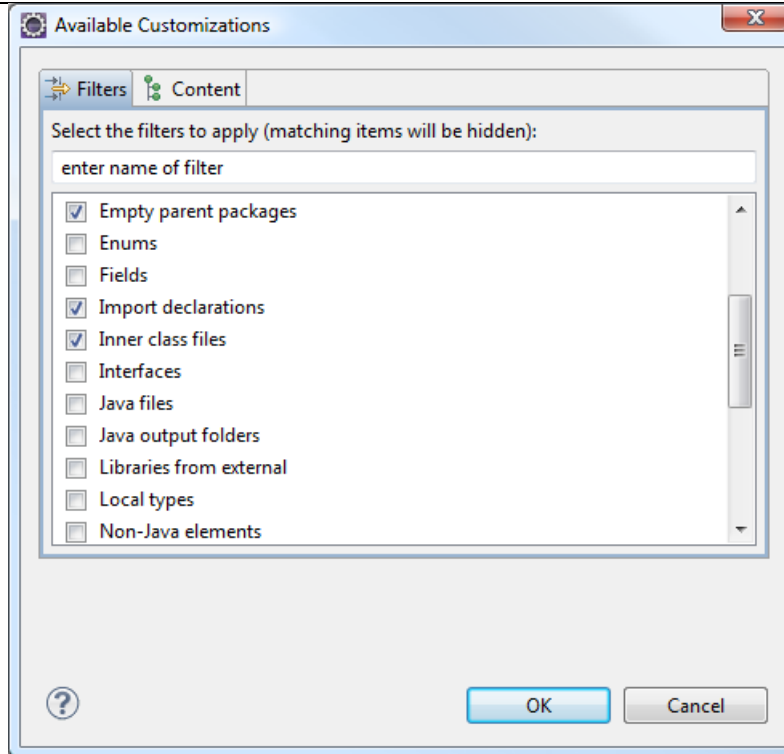 Available Customizations
Filters Content
Select the filters to apply (matching items will be hidden):
enter name of filter
Empty parent packages
Enums
Fields
Import declarations
Inner class files
Interfaces
Java files
Java output folders
Libraries from external
Local types
Non-Java elements
OK Cancel